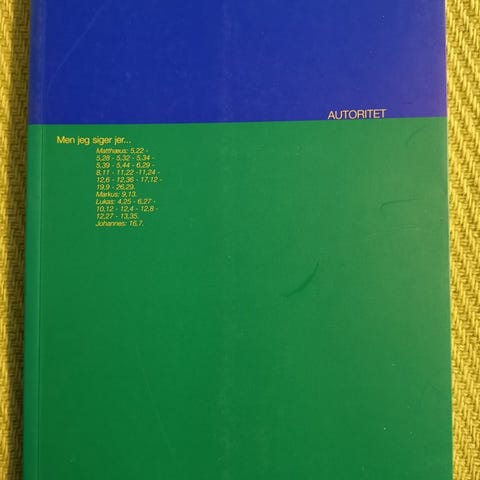 AUTORITET
Men jeg siger jer...
Matthæus: 5,22 -
5,28 - 5,32 - 5,34 -
5,39 - 5,44 - 6,29 -
8,11 - 11,22 -11,24 -
12,6 - 12,36 - 17,12 -
19,9 - 26,29.
Markus: 9,13.
Lukas: 4,25 - 6,27 -
10,12 - 12,4 - 12,8 -
12,27 - 13,35.
Johannes: 16,7.